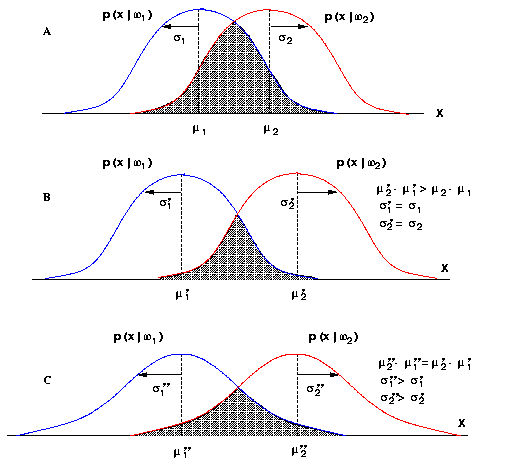 A
p(x|ω₁) p(x|ω₂)
σ₁ σ₂
X
μ₁ μ₂
B
p(x|ω₁) p(x|ω₂)
σ₁′ σ₂′
μ₂′ - μ₁′ > μ₂ - μ₁
σ₁′ = σ₁
σ₂′ = σ₂
X
μ₁′ μ₂′
C
p(x|ω₁) p(x|ω₂)
σ₁″ σ₂″
μ₂″ - μ₁″ = μ₂′ - μ₁′
σ₁″ > σ₁′
σ₂″ > σ₂′
X
μ₁″ μ₂″